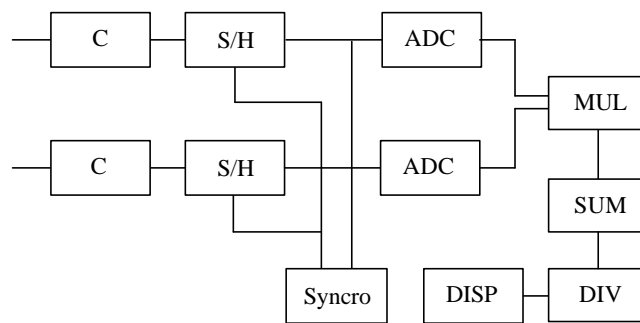 C
S/H
ADC
MUL
C
S/H
ADC
SUM
Syncro
DISP
DIV